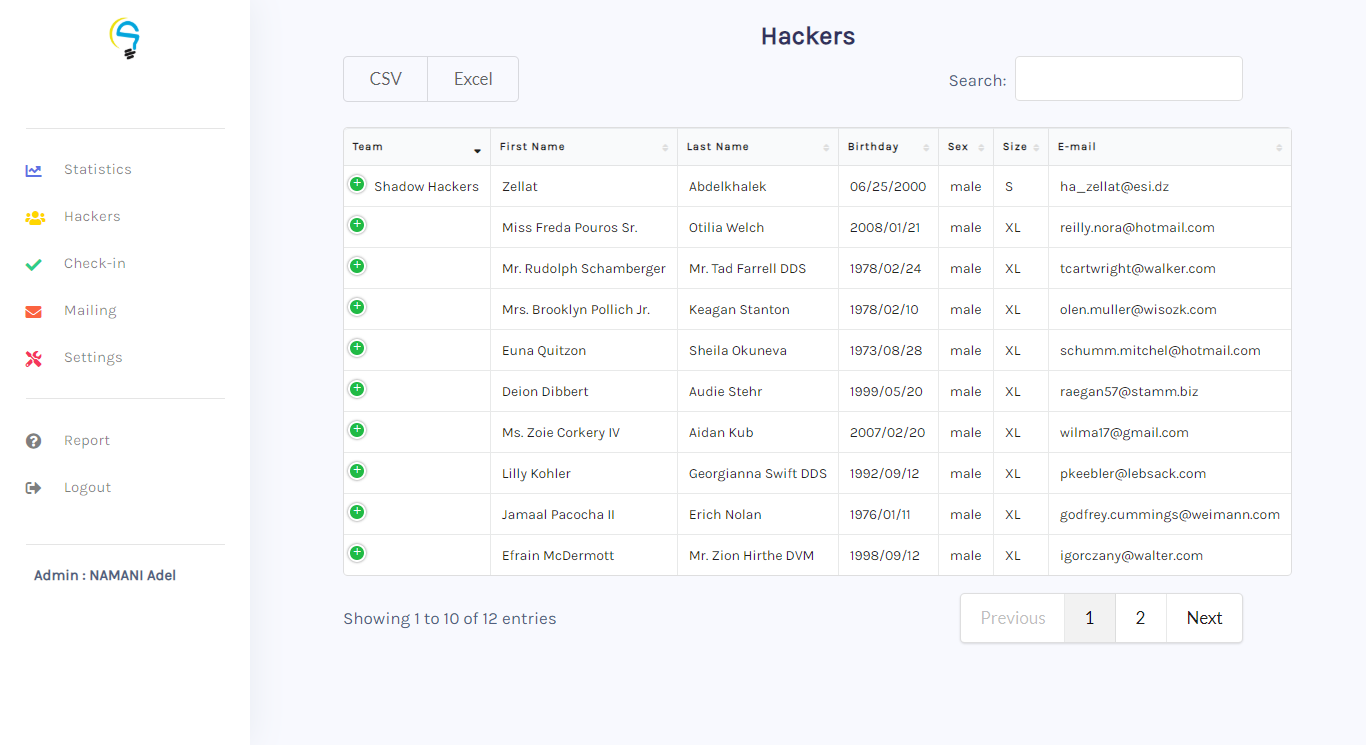 Hackers
CSV Excel Search:
Team First Name Last Name Birthday Sex Size E-mail
Shadow Hackers Zellat Abdelkhalek 06/25/2000 male S ha_zellat@esi.dz
Miss Freda Pouros Sr. Otilia Welch 2008/01/21 male XL reilly.nora@hotmail.com
Mr. Rudolph Schamberger Mr. Tad Farrell DDS 1978/02/24 male XL tcartwright@walker.com
Mrs. Brooklyn Pollich Jr. Keagan Stanton 1978/02/10 male XL olen.muller@wisozk.com
Euna Quitzon Sheila Okuneva 1973/08/28 male XL schumm.mitchel@hotmail.com
Deion Dibbert Audie Stehr 1999/05/20 male XL raegan57@stamm.biz
Ms. Zoie Corkery IV Aidan Kub 2007/02/20 male XL wilma17@gmail.com
Lilly Kohler Georgianna Swift DDS 1992/09/12 male XL pkeebler@lebsack.com
Jamaal Pacocha II Erich Nolan 1976/01/11 male XL godfrey.cummings@weimann.com
Efrain McDermott Mr. Zion Hirthe DVM 1998/09/12 male XL igorczany@walter.com
Showing 1 to 10 of 12 entries Previous 1 2 Next
Statistics
Hackers
Check-in
Mailing
Settings
Report
Logout
Admin : NAMANI Adel